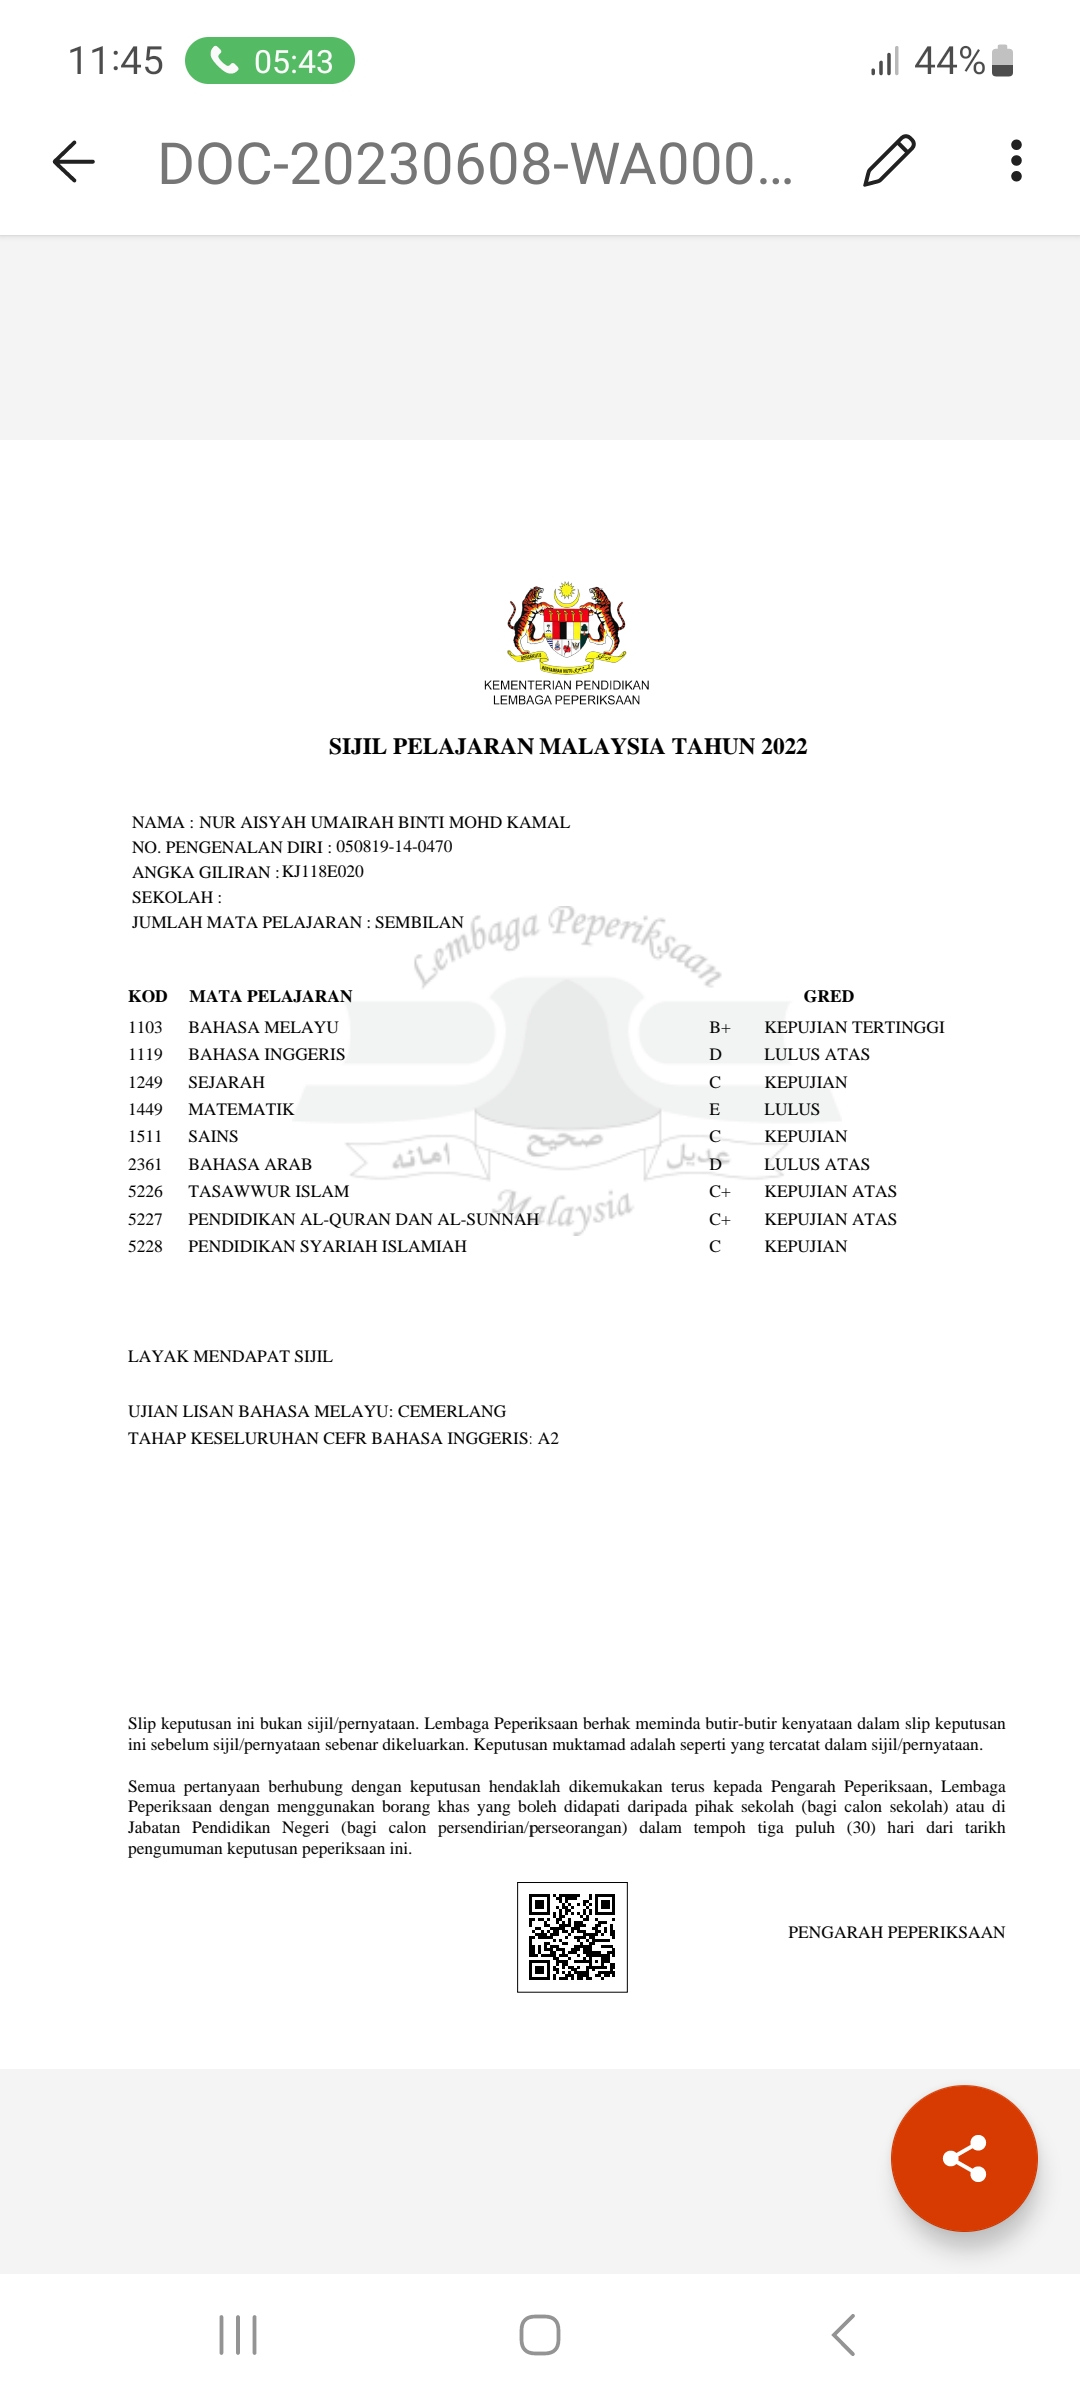 11:45 05:43 44%
DOC-20230608-WA000...
KEMENTERIAN PENDIDIKAN
LEMBAGA PEPERIKSAAN
SIJIL PELAJARAN MALAYSIA TAHUN 2022
NAMA : NUR AISYAH UMAIRAH BINTI MOHD KAMAL
NO. PENGENALAN DIRI : 050819-14-0470
ANGKA GILIRAN : KJ118E020
SEKOLAH :
JUMLAH MATA PELAJARAN : SEMBILAN
Lembaga Peperiksaan
KOD MATA PELAJARAN GRED
1103 BAHASA MELAYU B+ KEPUJIAN TERTINGGI
1119 BAHASA INGGERIS D LULUS ATAS
1249 SEJARAH C KEPUJIAN
1449 MATEMATIK E LULUS
1511 SAINS C KEPUJIAN
امانه صحيح عديل
2361 BAHASA ARAB D LULUS ATAS
5226 TASAWWUR ISLAM C+ KEPUJIAN ATAS
Malaysia
5227 PENDIDIKAN AL-QURAN DAN AL-SUNNAH C+ KEPUJIAN ATAS
5228 PENDIDIKAN SYARIAH ISLAMIAH C KEPUJIAN
LAYAK MENDAPAT SIJIL
UJIAN LISAN BAHASA MELAYU: CEMERLANG
TAHAP KESELURUHAN CEFR BAHASA INGGERIS: A2
Slip keputusan ini bukan sijil/pernyataan. Lembaga Peperiksaan berhak meminda butir-butir kenyataan dalam slip keputusan
ini sebelum sijil/pernyataan sebenar dikeluarkan. Keputusan muktamad adalah seperti yang tercatat dalam sijil/pernyataan.
Semua pertanyaan berhubung dengan keputusan hendaklah dikemukakan terus kepada Pengarah Peperiksaan, Lembaga
Peperiksaan dengan menggunakan borang khas yang boleh didapati daripada pihak sekolah (bagi calon sekolah) atau di
Jabatan Pendidikan Negeri (bagi calon persendirian/perseorangan) dalam tempoh tiga puluh (30) hari dari tarikh
pengumuman keputusan peperiksaan ini.
PENGARAH PEPERIKSAAN